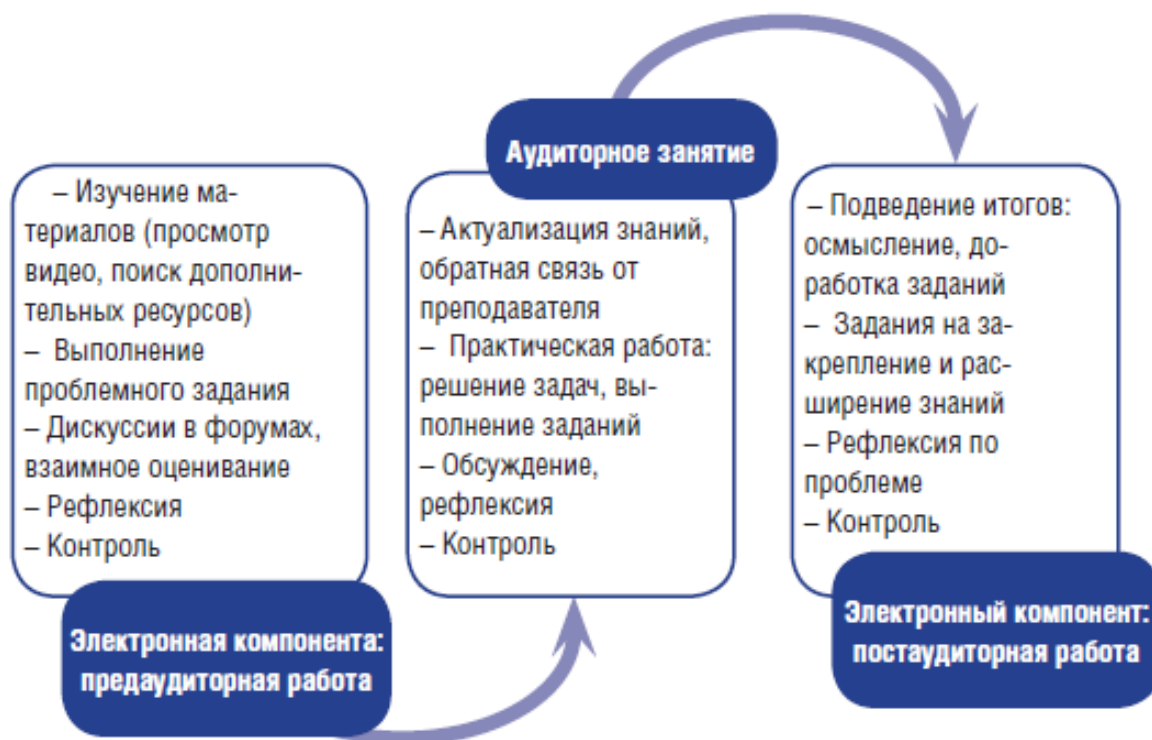 – Изучение ма-
териалов (просмотр
видео, поиск дополни-
тельных ресурсов)
– Выполнение
проблемного задания
– Дискуссии в форумах,
взаимное оценивание
– Рефлексия
– Контроль
Электронная компонента:
предаудиторная работа
Аудиторное занятие
– Актуализация знаний,
обратная связь от
преподавателя
– Практическая работа:
решение задач, вы-
полнение заданий
– Обсуждение,
рефлексия
– Контроль
– Подведение итогов:
осмысление, до-
работка заданий
– Задания на за-
крепление и рас-
ширение знаний
– Рефлексия по
проблеме
– Контроль
Электронный компонент:
постаудиторная работа